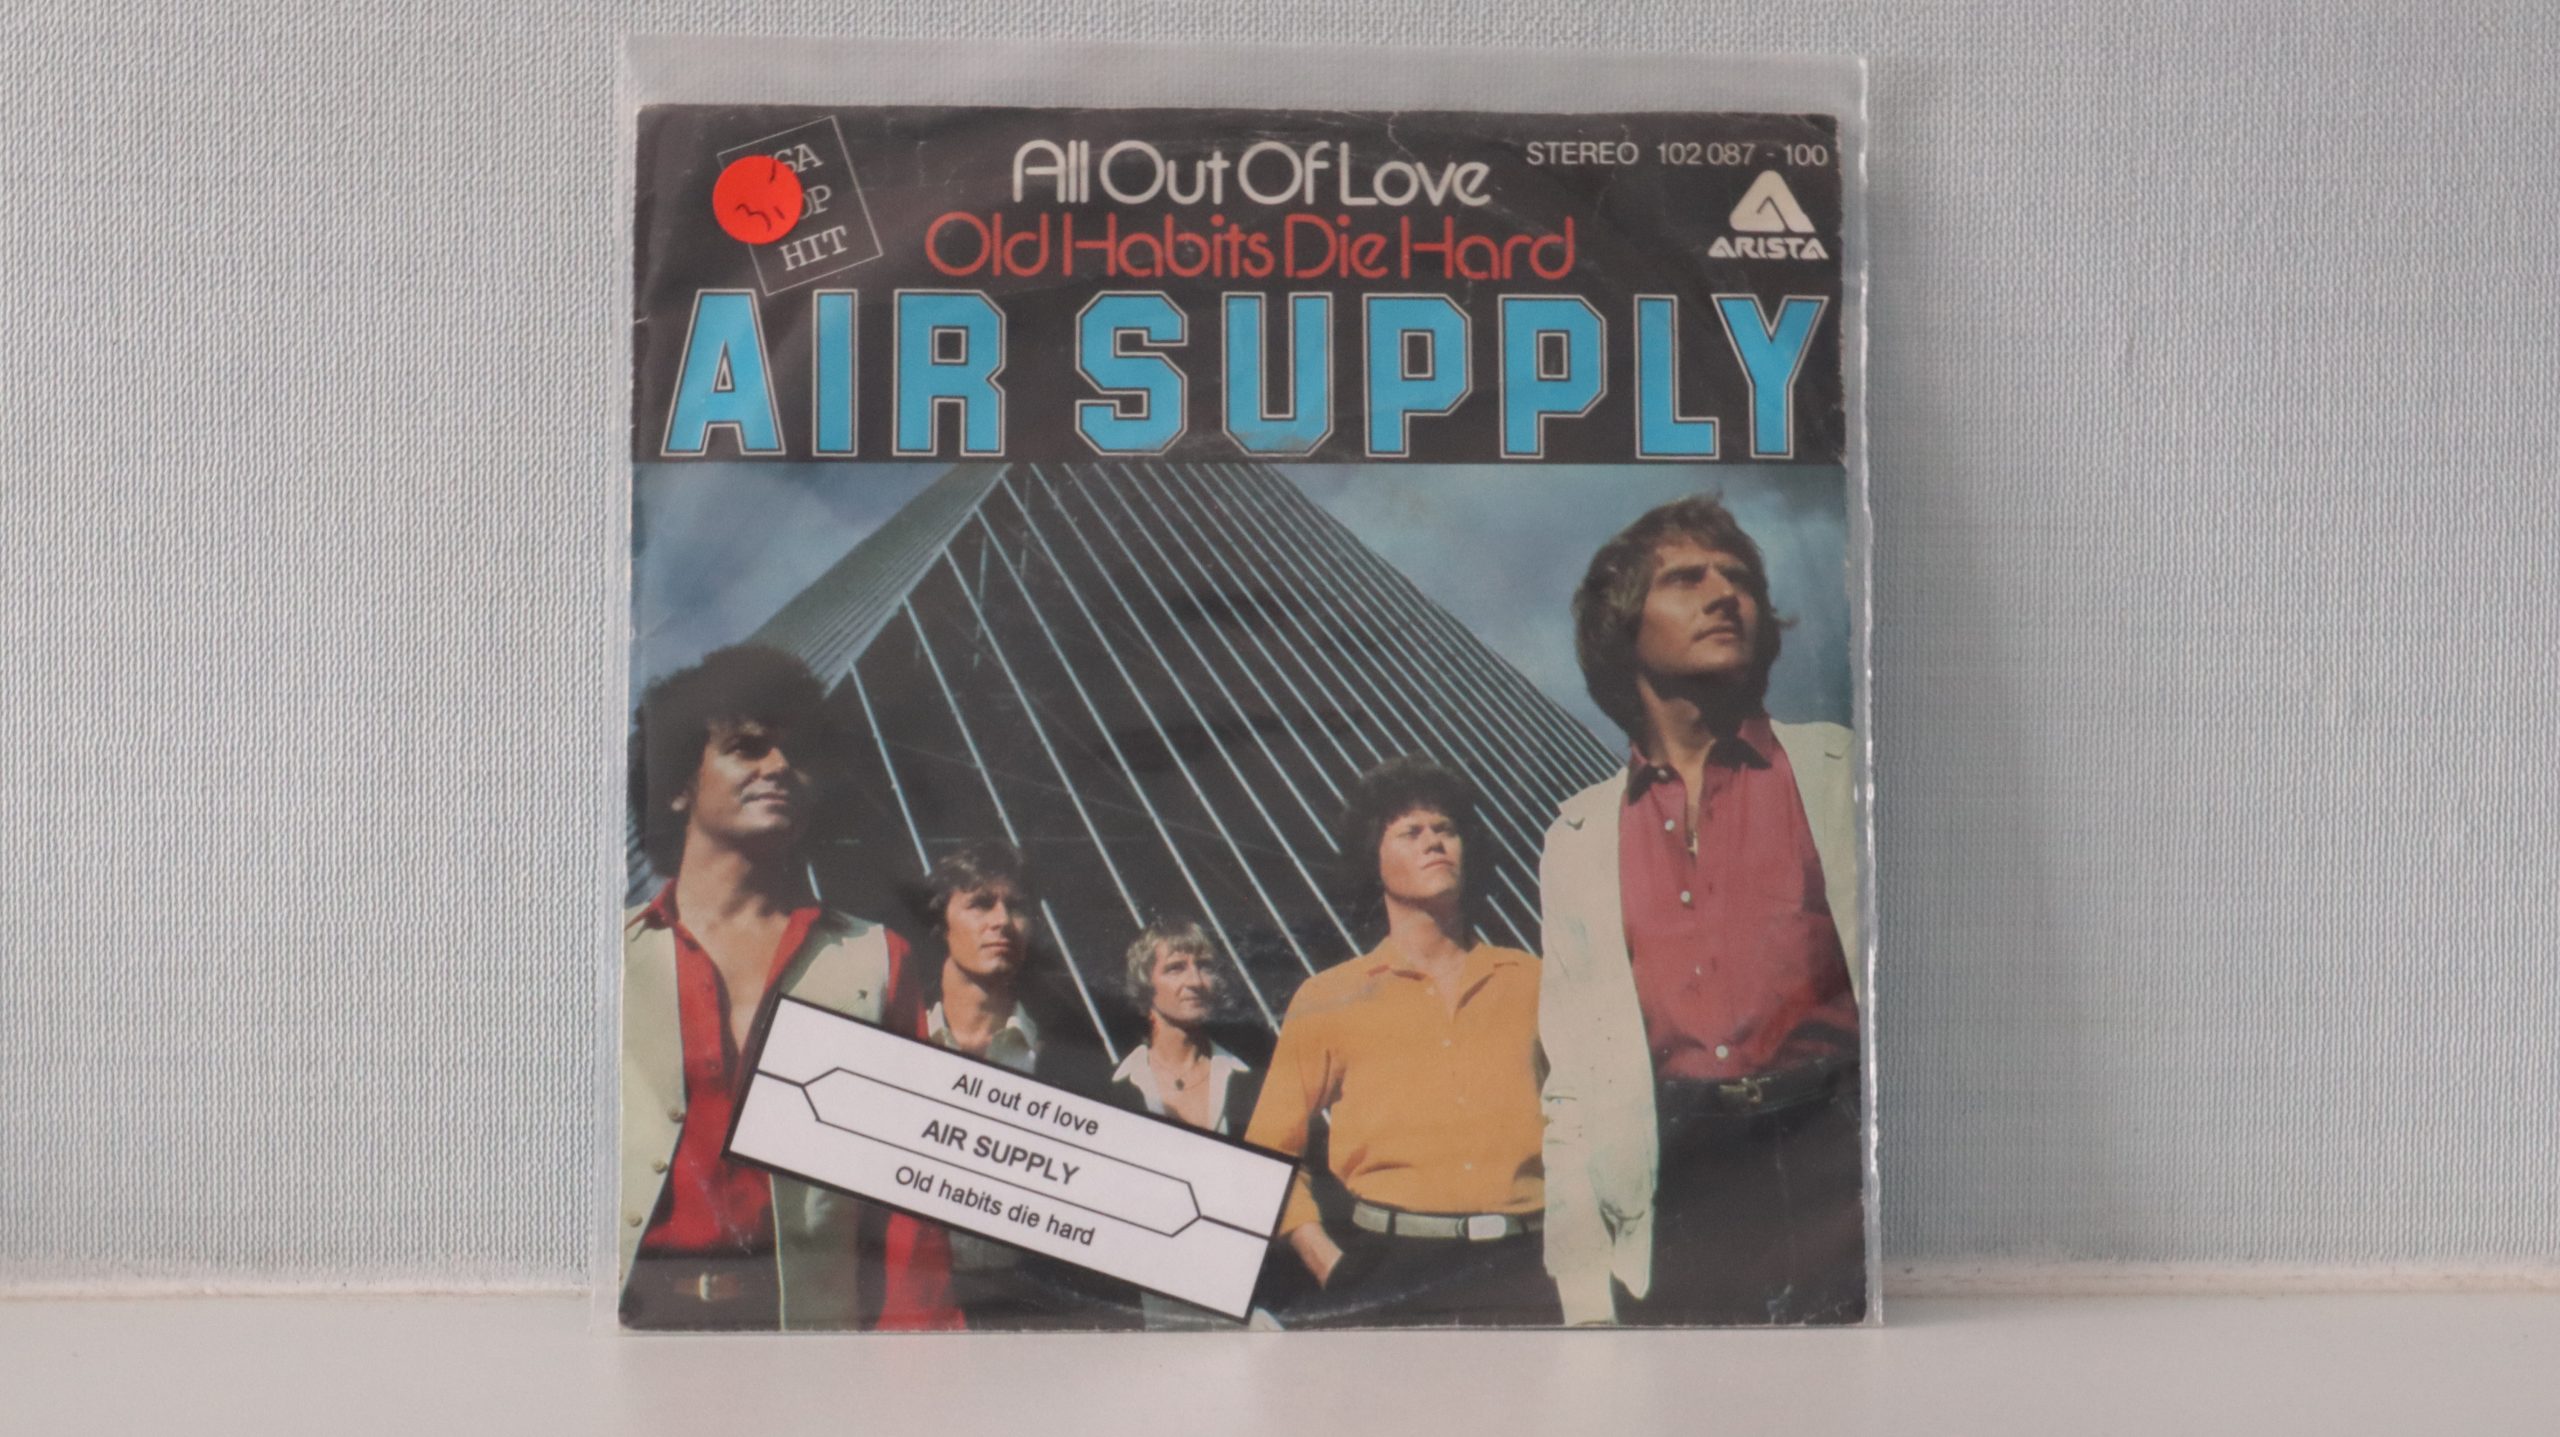 All Out Of Love
STEREO 102 087 - 100
Old Habits Die Hard
HIT
ARISTA
AIR SUPPLY
All out of love
AIR SUPPLY
Old habits die hard